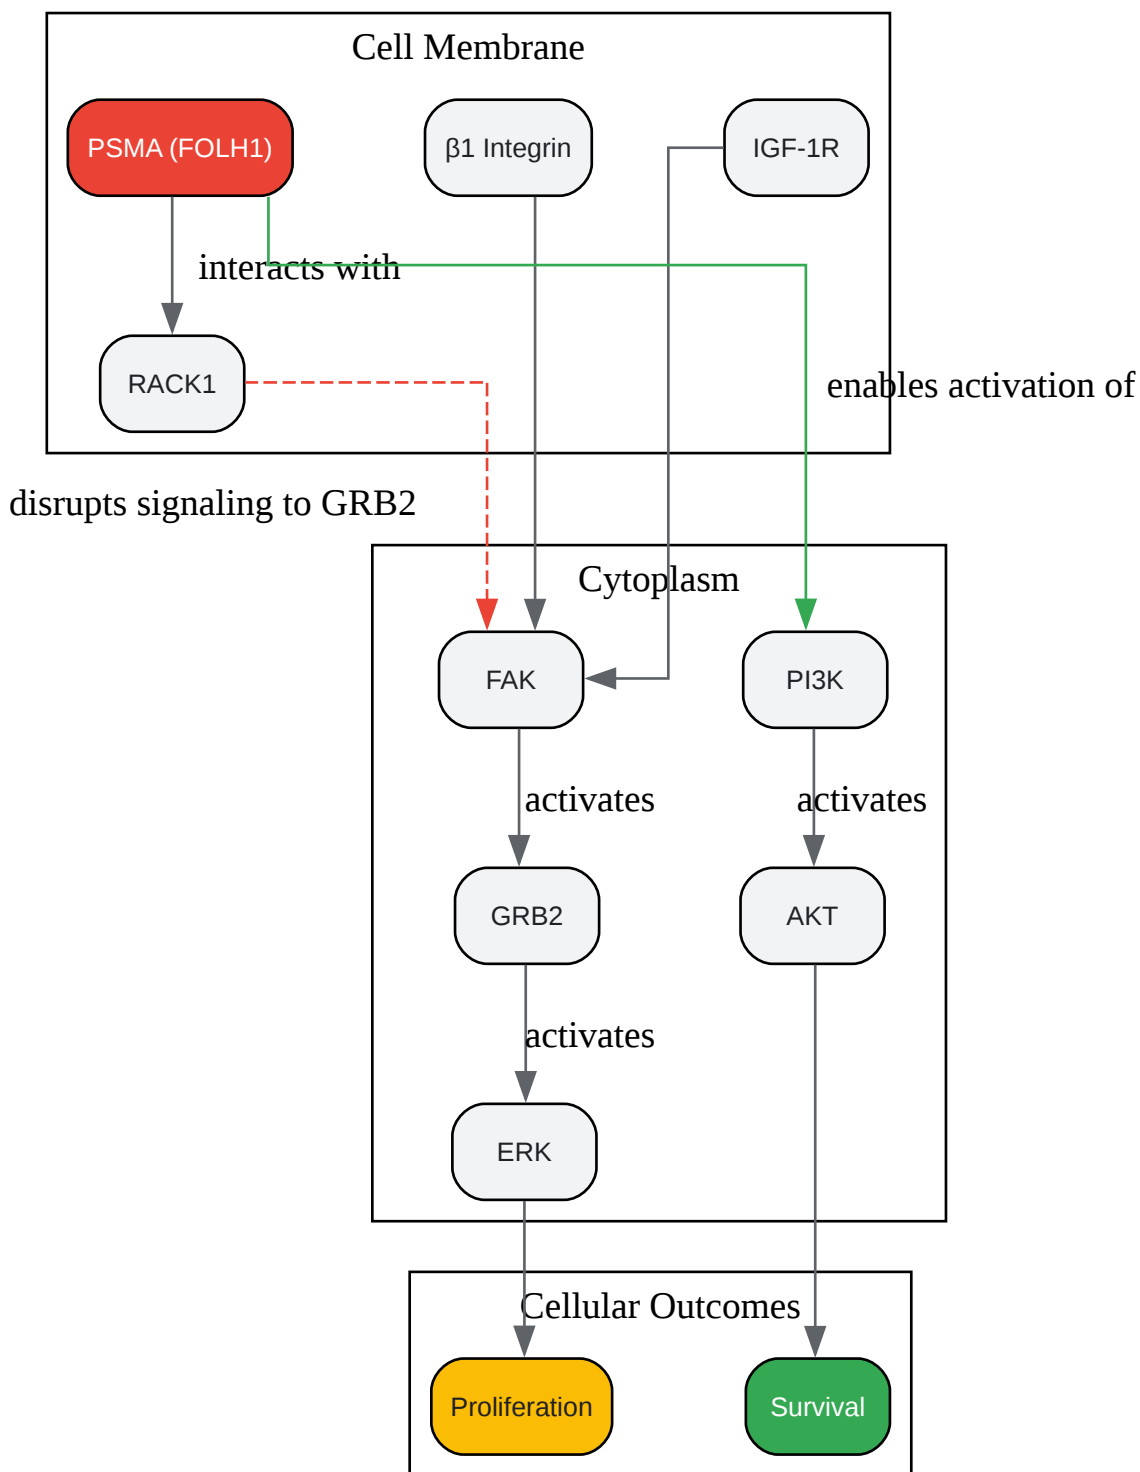 Cell Membrane
PSMA (FOLH1)
β1 Integrin
IGF-1R
interacts with
RACK1
enables activation of
disrupts signaling to GRB2
Cytoplasm
FAK
PI3K
activates
activates
GRB2
AKT
activates
ERK
Cellular Outcomes
Proliferation
Survival